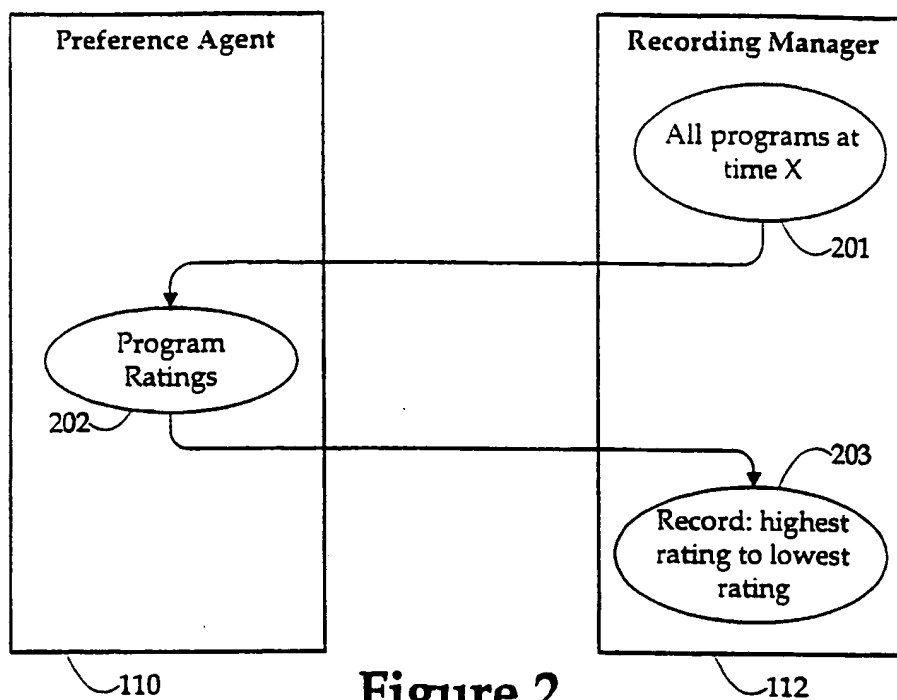 Preference Agent
Recording Manager
All programs at
time X
201
Program
Ratings
202
203
Record: highest
rating to lowest
rating
110
Figure 2
112